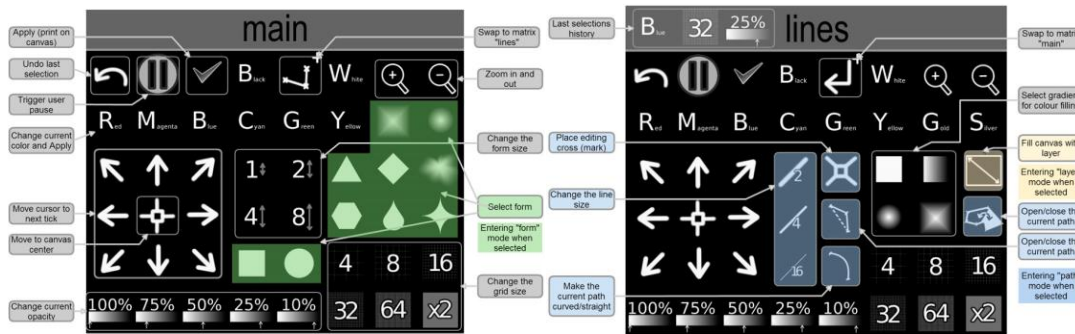 main
Apply (print on
canvas)
Undo last
selection
Trigger user
pause
Change current
color and Apply
Move cursor to
next tick
Move to canvas
center
Change current
opacity
Black
White
Red Magenta Blue Cyan Green Yellow
1 2
4 8
4 8 16
32 64 x2
100% 75% 50% 25% 10%
Swap to matrix
"lines"
Zoom in and
out
Change the
form size
Select form
Entering "form"
mode when
selected
Change the
grid size
Last selections
history
Blue 32 25%
lines
Black
White
Red Magenta Blue Cyan Green Yellow Gold Silver
2
4
16
4 8 16
32 64 x2
100% 75% 50% 25% 10%
Place editing
cross (mark)
Change the line
size
Make the
current path
curved/straight
Swap to matri
"main"
Select gradien
for colour filling
Fill canvas with
layer
Entering "laye
mode when
selected
Open/close the
current path
Open/close the
current path
Entering "path
mode when
selected